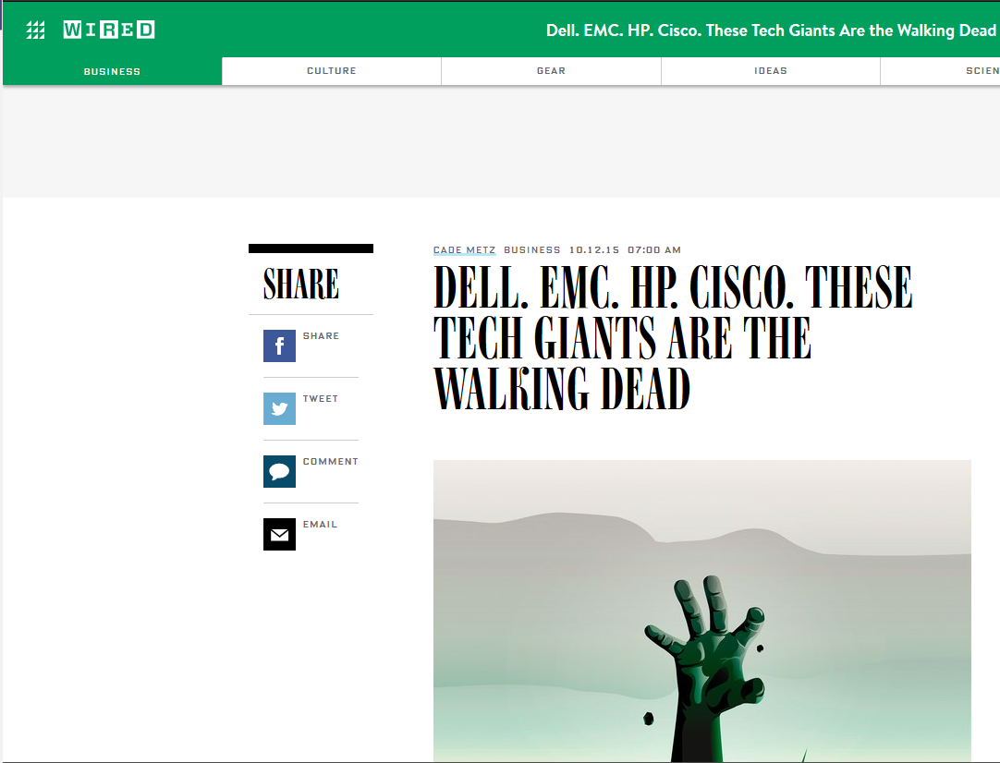 WIRED
Dell. EMC. HP. Cisco. These Tech Giants Are the Walking Dead
BUSINESS
CULTURE
GEAR
IDEAS
SCIEN
SHARE
SHARE
TWEET
COMMENT
EMAIL
CADE METZ BUSINESS 10.12.15 07:00 AM
DELL. EMC. HP. CISCO. THESE
TECH GIANTS ARE THE
WALKING DEAD